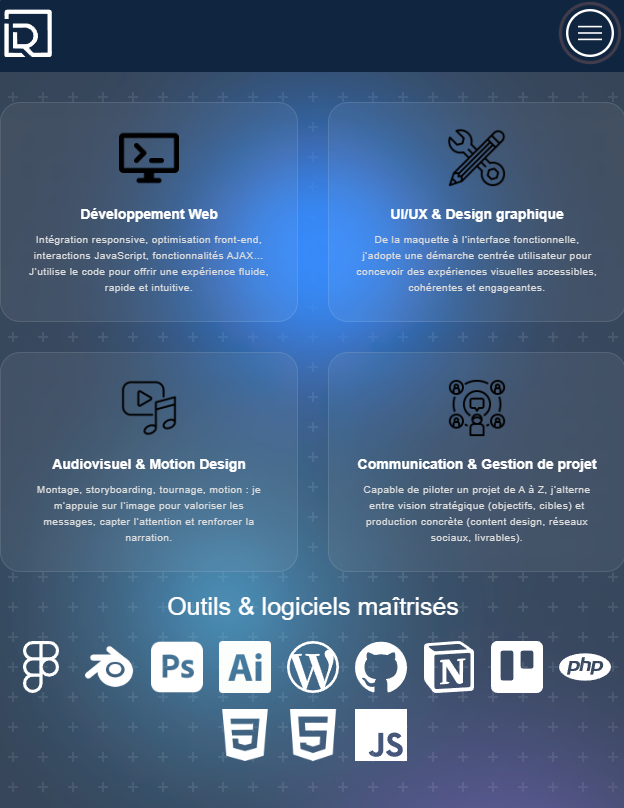 Développement Web
Intégration responsive, optimisation front-end,
interactions JavaScript, fonctionnalités AJAX...
J'utilise le code pour offrir une expérience fluide,
rapide et intuitive.
UI/UX & Design graphique
De la maquette à l'interface fonctionnelle,
j'adopte une démarche centrée utilisateur pour
concevoir des expériences visuelles accessibles,
cohérentes et engageantes.
Audiovisuel & Motion Design
Montage, storyboarding, tournage, motion : je
m'appuie sur l'image pour valoriser les
messages, capter l'attention et renforcer la
narration.
Communication & Gestion de projet
Capable de piloter un projet de A à Z, j'alterne
entre vision stratégique (objectifs, cibles) et
production concrète (content design, réseaux
sociaux, livrables).
Outils & logiciels maîtrisés
Ps Ai W N php
3 5 JS